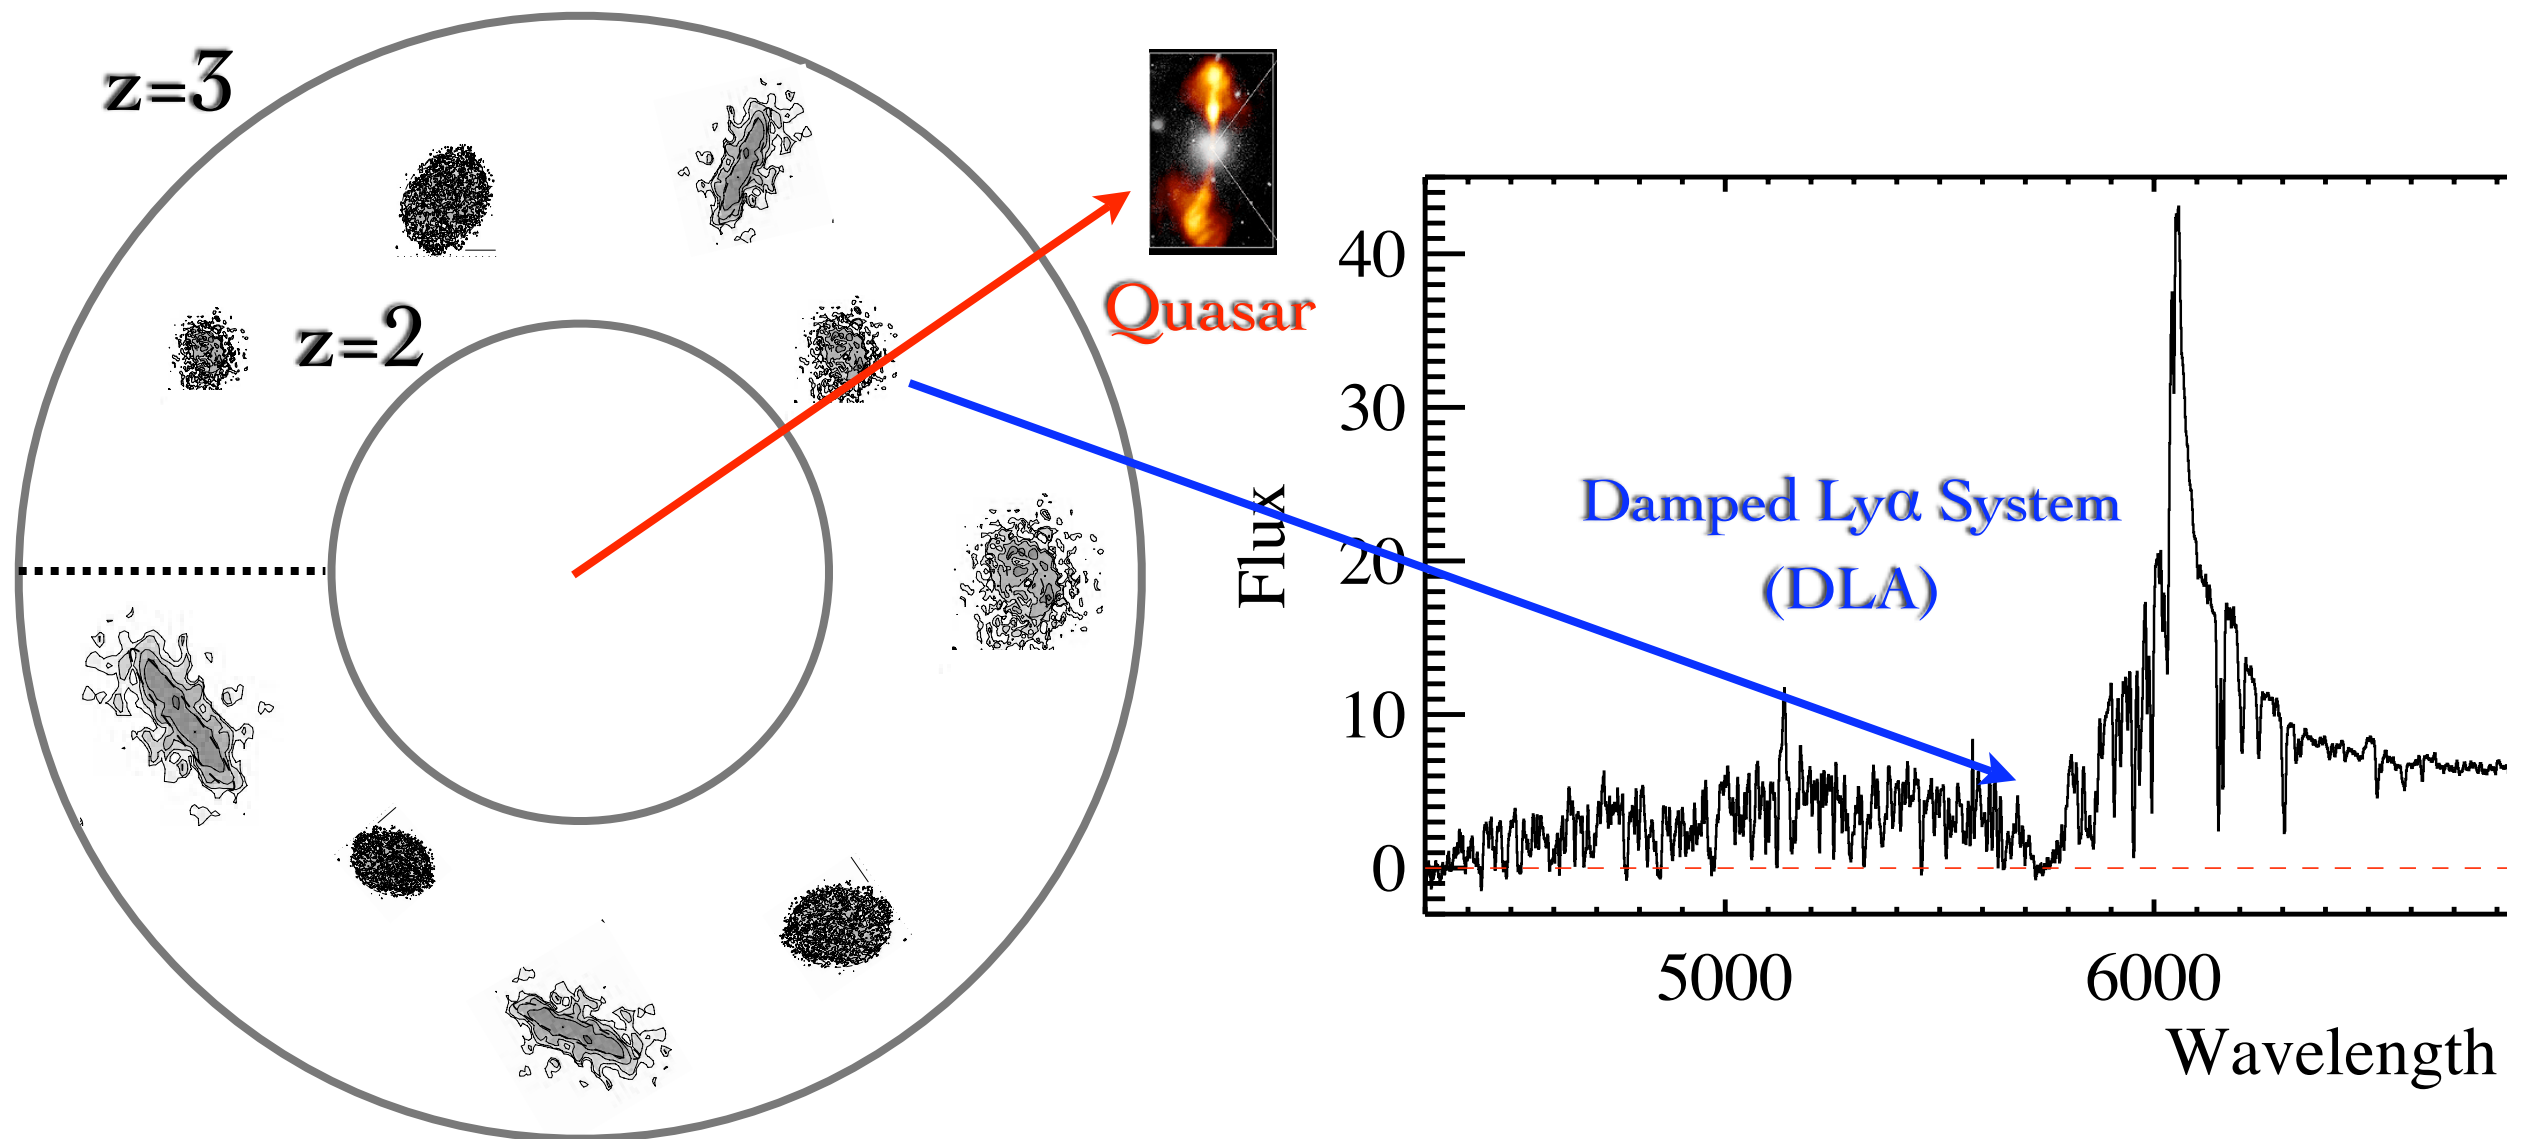 z=3
z=2
Quasar
Damped Lyα System
(DLA)
Flux
40
30
20
10
0
5000
6000
Wavelength